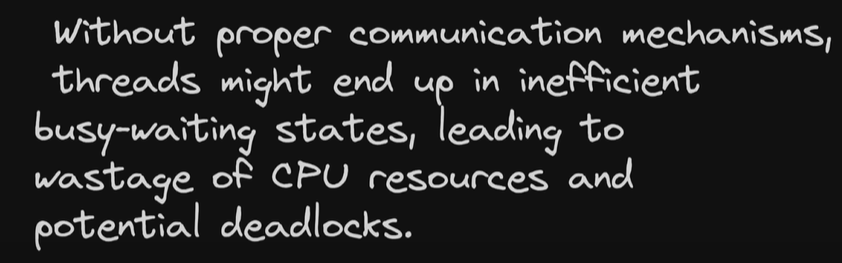 Without proper communication mechanisms,
threads might end up in inefficient
busy-waiting states, leading to
wastage of CPU resources and
potential deadlocks.